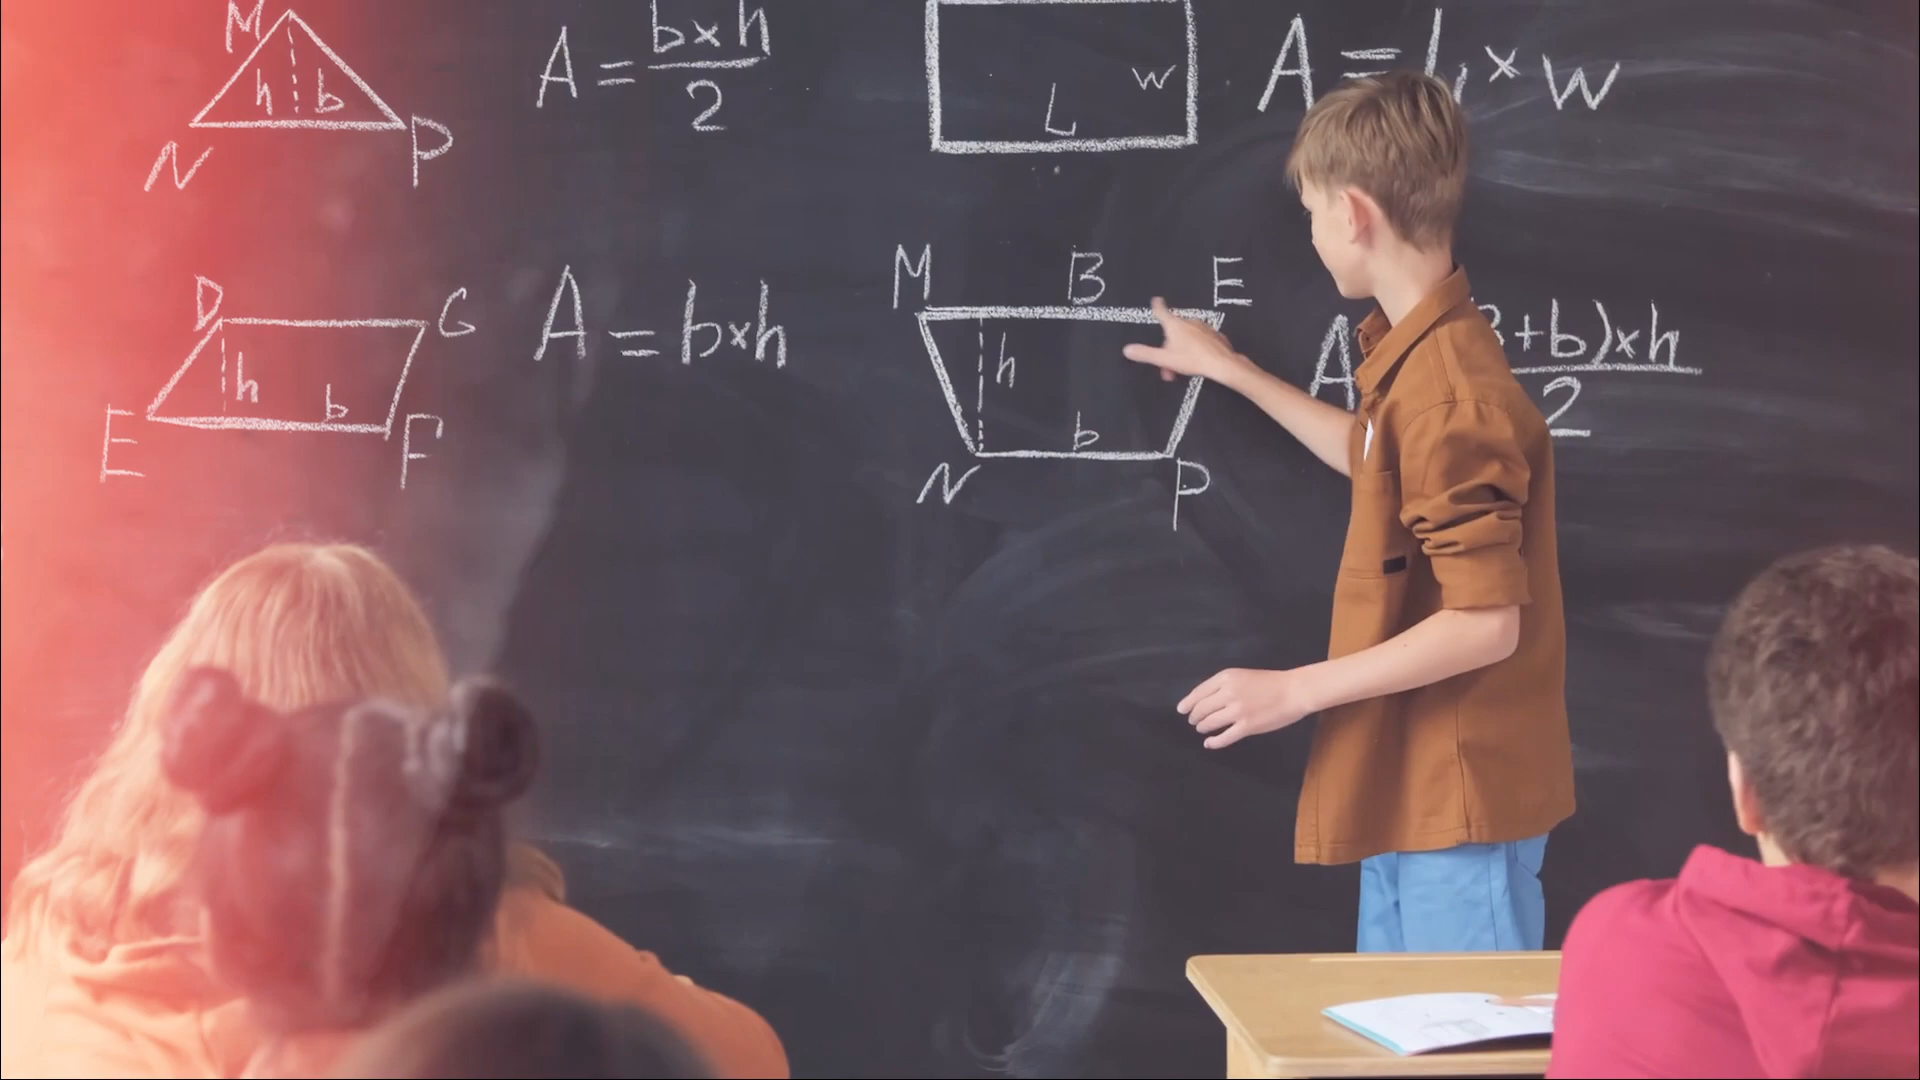 M
h b
N P
A = b×h / 2
L w
A = L × w
D G
h b
E F
A = b×h
M B E
h
b
N P
A +b)×h / 2